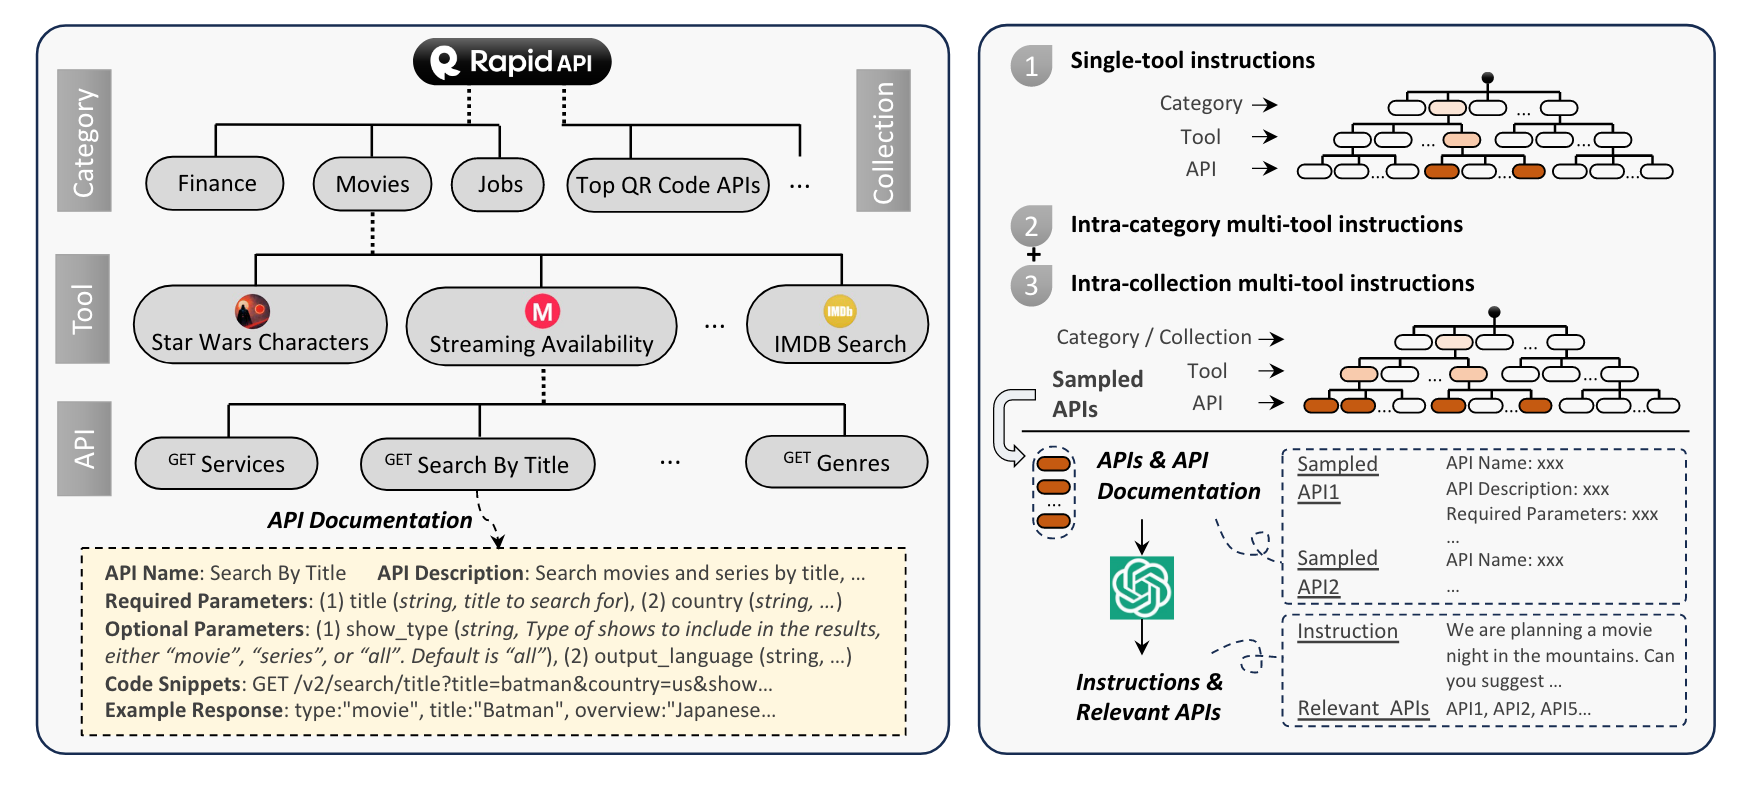 Rapid API
Category
Collection
Finance
Movies
Jobs
Top QR Code APIs
...
Tool
Star Wars Characters
M
Streaming Availability
...
IMDb
IMDB Search
API
GET Services
GET Search By Title
...
GET Genres
API Documentation
API Name: Search By Title API Description: Search movies and series by title, ...
Required Parameters: (1) title (string, title to search for), (2) country (string, ...)
Optional Parameters: (1) show_type (string, Type of shows to include in the results,
either “movie”, “series”, or “all”. Default is “all”), (2) output_language (string, ...)
Code Snippets: GET /v2/search/title?title=batman&country=us&show...
Example Response: type:"movie", title:"Batman", overview:"Japanese...
1 Single-tool instructions
Category
...
Tool
... ...
API
... ... ...
2 Intra-category multi-tool instructions
+
3 Intra-collection multi-tool instructions
Category / Collection
...
Tool
... ...
API
... ... ...
Sampled
APIs
...
APIs & API
Documentation
Sampled API Name: xxx
API1 API Description: xxx
Required Parameters: xxx
...
Sampled API Name: xxx
API2 ...
Instructions &
Relevant APIs
Instruction We are planning a movie
night in the mountains. Can
you suggest ...
Relevant APIs API1, API2, API5...